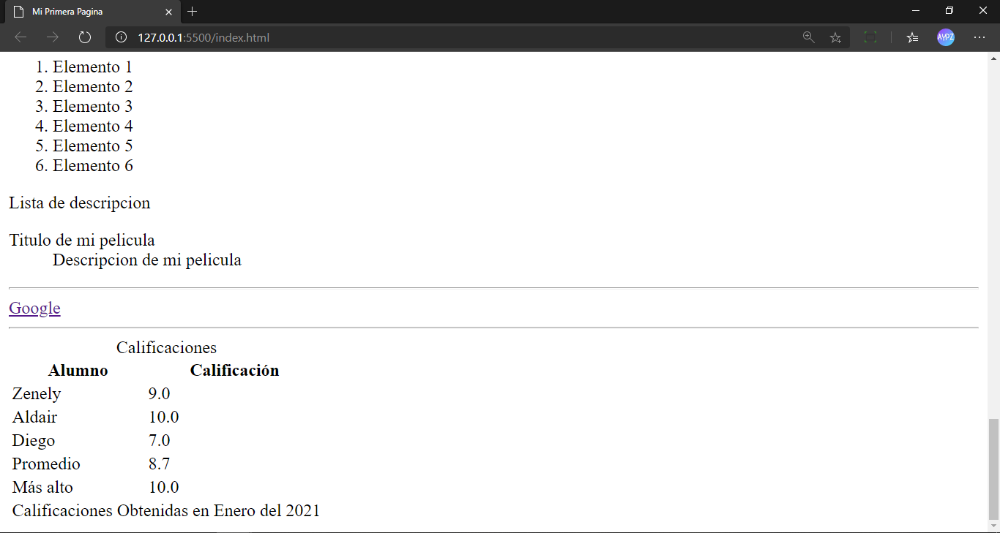 Mi Primera Pagina
127.0.0.1:5500/index.html
AYPZ
1. Elemento 1
2. Elemento 2
3. Elemento 3
4. Elemento 4
5. Elemento 5
6. Elemento 6
Lista de descripcion
Titulo de mi pelicula
Descripcion de mi pelicula
Google
Calificaciones
Alumno Calificación
Zenely 9.0
Aldair 10.0
Diego 7.0
Promedio 8.7
Más alto 10.0
Calificaciones Obtenidas en Enero del 2021